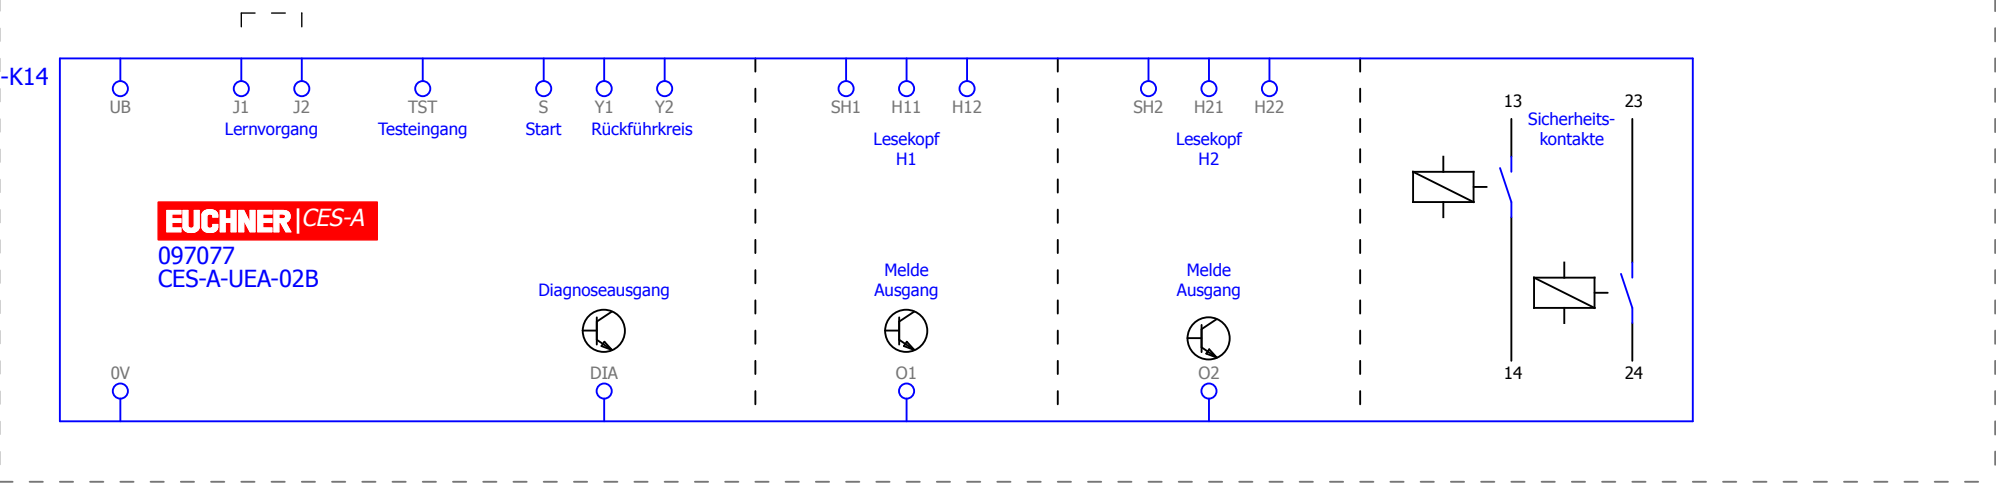 -K14
UB
J1
J2
TST
S
Y1
Y2
SH1
H11
H12
SH2
H21
H22
13
23
Lernvorgang
Testeingang
Start
Rückführkreis
Lesekopf
H1
Lesekopf
H2
Sicherheits-
kontakte
EUCHNER|CES-A
097077
CES-A-UEA-02B
Diagnoseausgang
Melde
Ausgang
Melde
Ausgang
0V
DIA
O1
O2
14
24